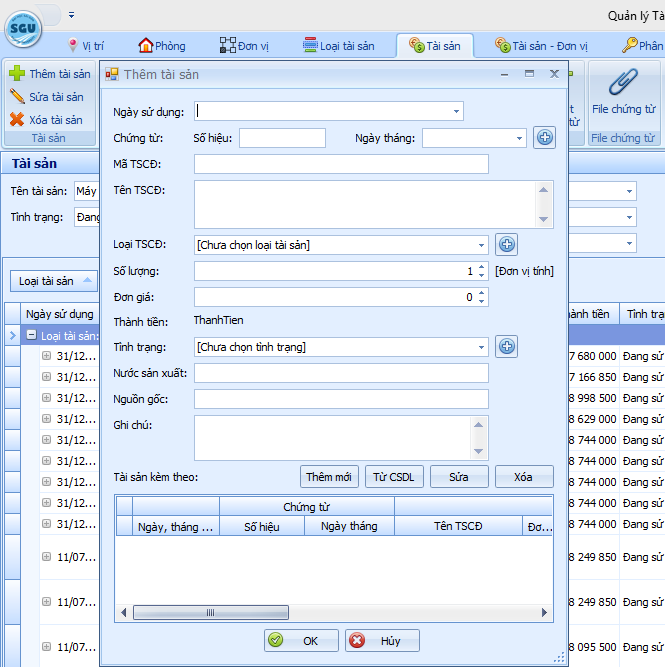 Quản lý Tà
SGU
Vị trí Phòng Đơn vị Loại tài sản Tài sản Tài sản - Đơn vị Phân
Thêm tài sản
Sửa tài sản
Xóa tài sản
Tài sản
t
từ
File chứng từ
File chứng từ
Tài sản
Tên tài sản: Máy
Tình trạng: Đang
Loại tài sản
Ngày sử dụng hành tiền Tình trạ
Loại tài sản:
31/12... 7 680 000 Đang sử
31/12... 7 166 850 Đang sử
31/12... 8 998 500 Đang sử
31/12... 8 629 000 Đang sử
31/12... 8 744 000 Đang sử
31/12... 8 744 000 Đang sử
31/12... 8 744 000 Đang sử
31/12... 8 744 000 Đang sử
31/12... 8 744 000 Đang sử
11/07... 8 249 850 Đang sử
11/07... 8 249 850 Đang sử
11/07... 8 095 500 Đang sử
Thêm tài sản
Ngày sử dụng:
Chứng từ: Số hiệu: Ngày tháng:
Mã TSCĐ:
Tên TSCĐ:
Loại TSCĐ: [Chưa chọn loại tài sản]
Số lượng: 1 [Đơn vị tính]
Đơn giá: 0
Thành tiền: ThanhTien
Tình trạng: [Chưa chọn tình trạng]
Nước sản xuất:
Nguồn gốc:
Ghi chú:
Tài sản kèm theo: Thêm mới Từ CSDL Sửa Xóa
Chứng từ
Ngày, tháng ... Số hiệu Ngày tháng Tên TSCĐ Đơ...
OK Hủy